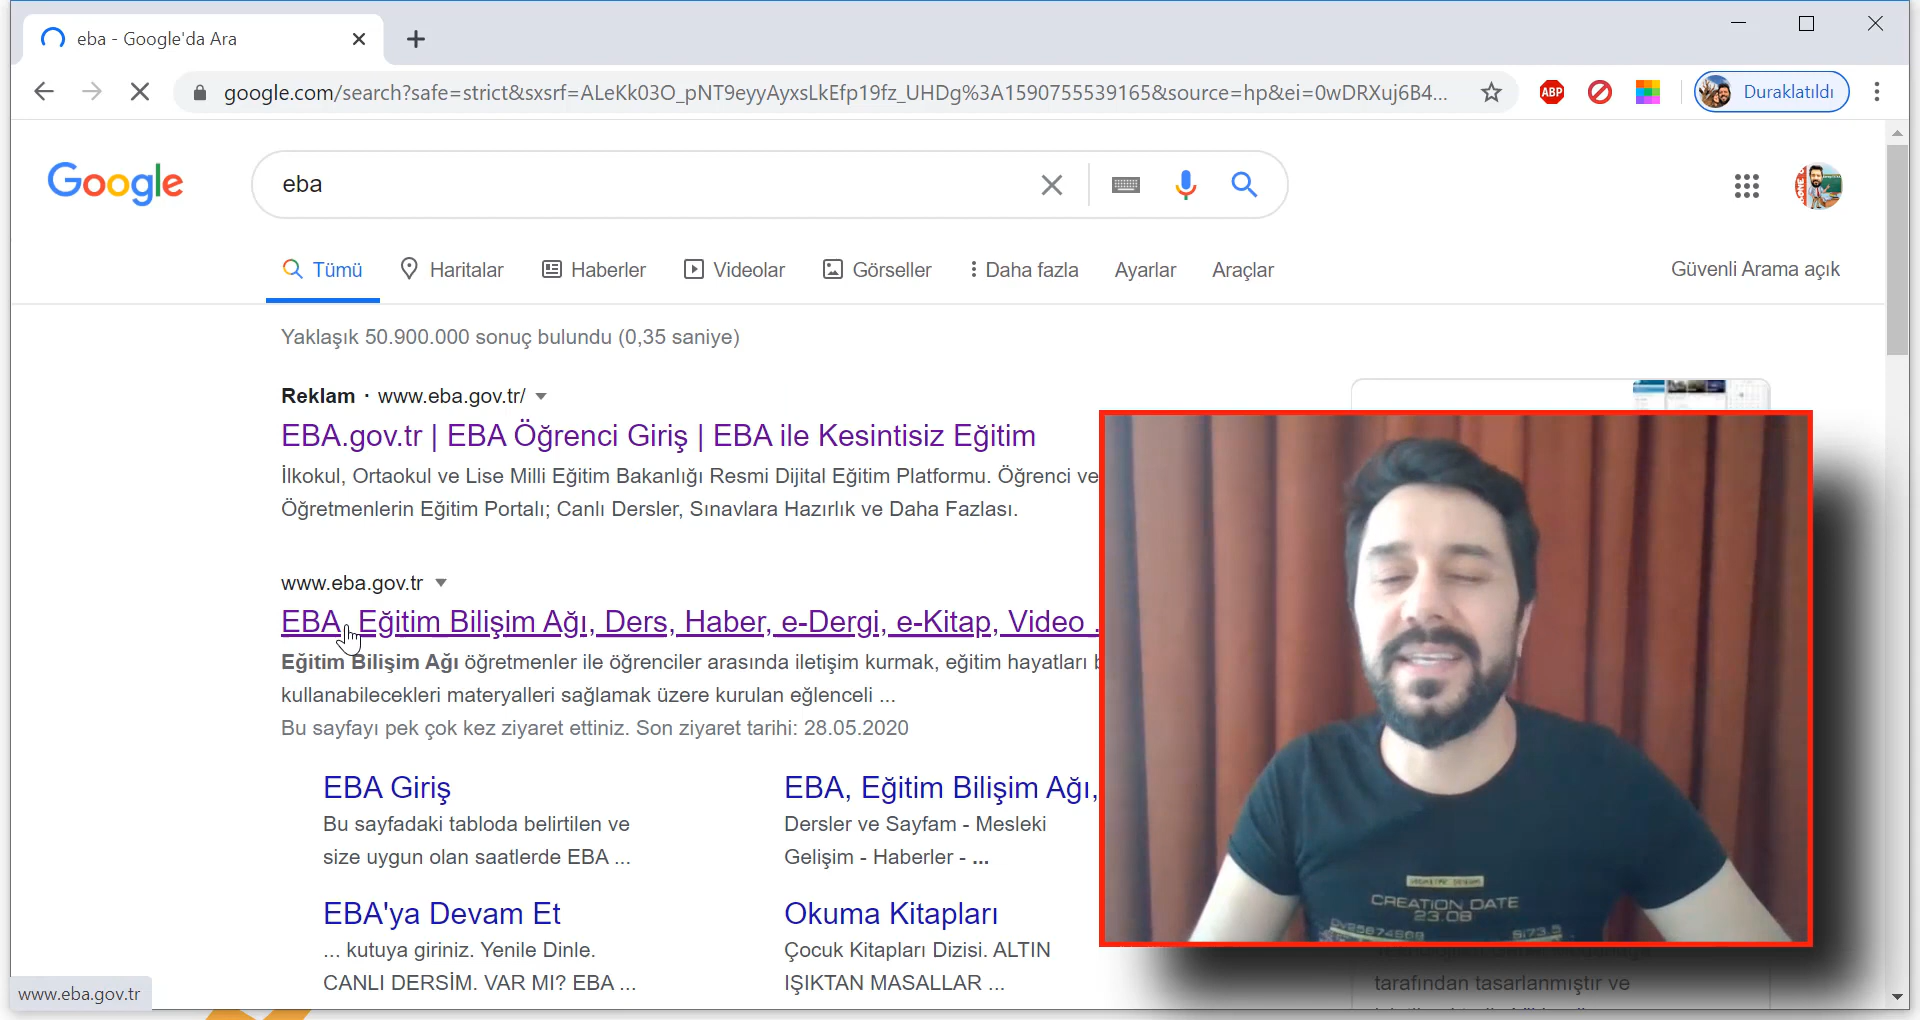 eba - Google'da Ara
google.com/search?safe=strict&sxsrf=ALeKk03O_pNT9eyyAyxsLkEfp19fz_UHDg%3A1590755539165&source=hp&ei=0wDRXuj6B4...
ABP
Duraklatıldı
Google
eba
Tümü
Haritalar
Haberler
Videolar
Görseller
Daha fazla
Ayarlar
Araçlar
Güvenli Arama açık
Yaklaşık 50.900.000 sonuç bulundu (0,35 saniye)
Reklam · www.eba.gov.tr/
EBA.gov.tr | EBA Öğrenci Giriş | EBA ile Kesintisiz Eğitim
İlkokul, Ortaokul ve Lise Milli Eğitim Bakanlığı Resmi Dijital Eğitim Platformu. Öğrenci ve
Öğretmenlerin Eğitim Portalı; Canlı Dersler, Sınavlara Hazırlık ve Daha Fazlası.
www.eba.gov.tr
EBA, Eğitim Bilişim Ağı, Ders, Haber, e-Dergi, e-Kitap, Video .
Eğitim Bilişim Ağı öğretmenler ile öğrenciler arasında iletişim kurmak, eğitim hayatları
kullanabilecekleri materyalleri sağlamak üzere kurulan eğlenceli ...
Bu sayfayı pek çok kez ziyaret ettiniz. Son ziyaret tarihi: 28.05.2020
EBA Giriş
Bu sayfadaki tabloda belirtilen ve
size uygun olan saatlerde EBA ...
EBA, Eğitim Bilişim Ağı,
Dersler ve Sayfam - Mesleki
Gelişim - Haberler - ...
EBA'ya Devam Et
... kutuya giriniz. Yenile Dinle.
CANLI DERSİM. VAR MI? EBA ...
Okuma Kitapları
Çocuk Kitapları Dizisi. ALTIN
IŞIKTAN MASALLAR ...
CREATION DATE
23.08
tarafından tasarlanmıştır ve
www.eba.gov.tr